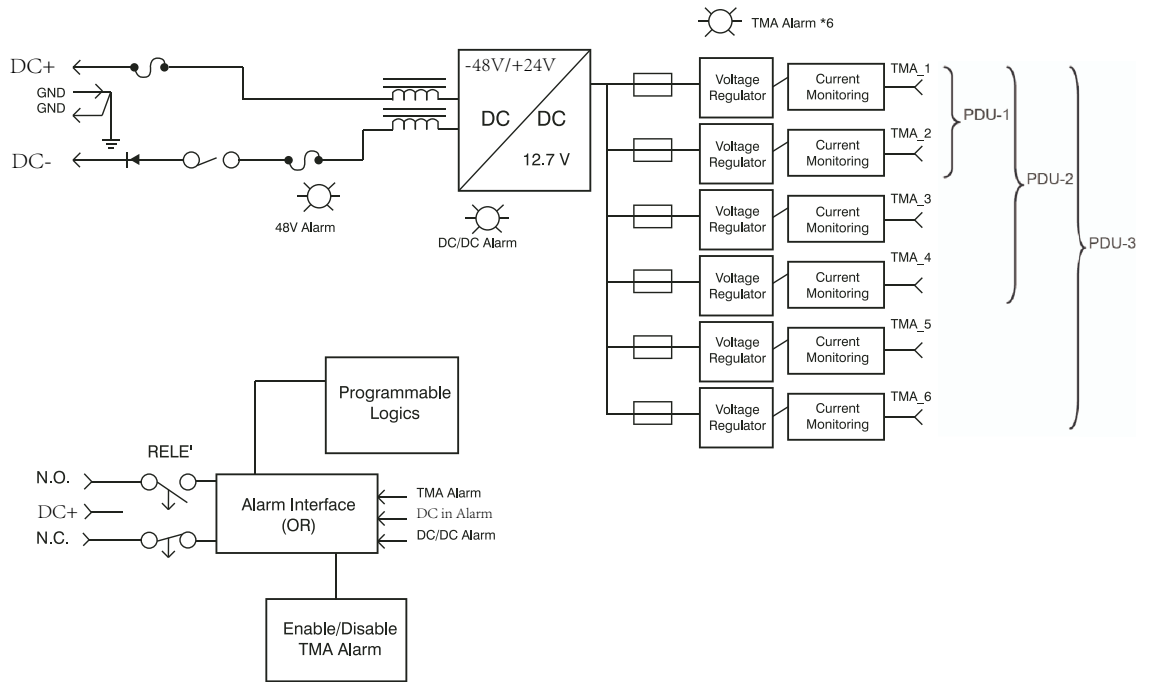 TMA Alarm *6
DC+
GND
GND
DC-
48V Alarm
-48V/+24V
DC
DC
12.7 V
DC/DC Alarm
Voltage
Regulator
Current
Monitoring
TMA_1
Voltage
Regulator
Current
Monitoring
TMA_2
Voltage
Regulator
Current
Monitoring
TMA_3
Voltage
Regulator
Current
Monitoring
TMA_4
Voltage
Regulator
Current
Monitoring
TMA_5
Voltage
Regulator
Current
Monitoring
TMA_6
PDU-1
PDU-2
PDU-3
Programmable
Logics
RELE'
N.O.
DC+
N.C.
Alarm Interface
(OR)
TMA Alarm
DC in Alarm
DC/DC Alarm
Enable/Disable
TMA Alarm